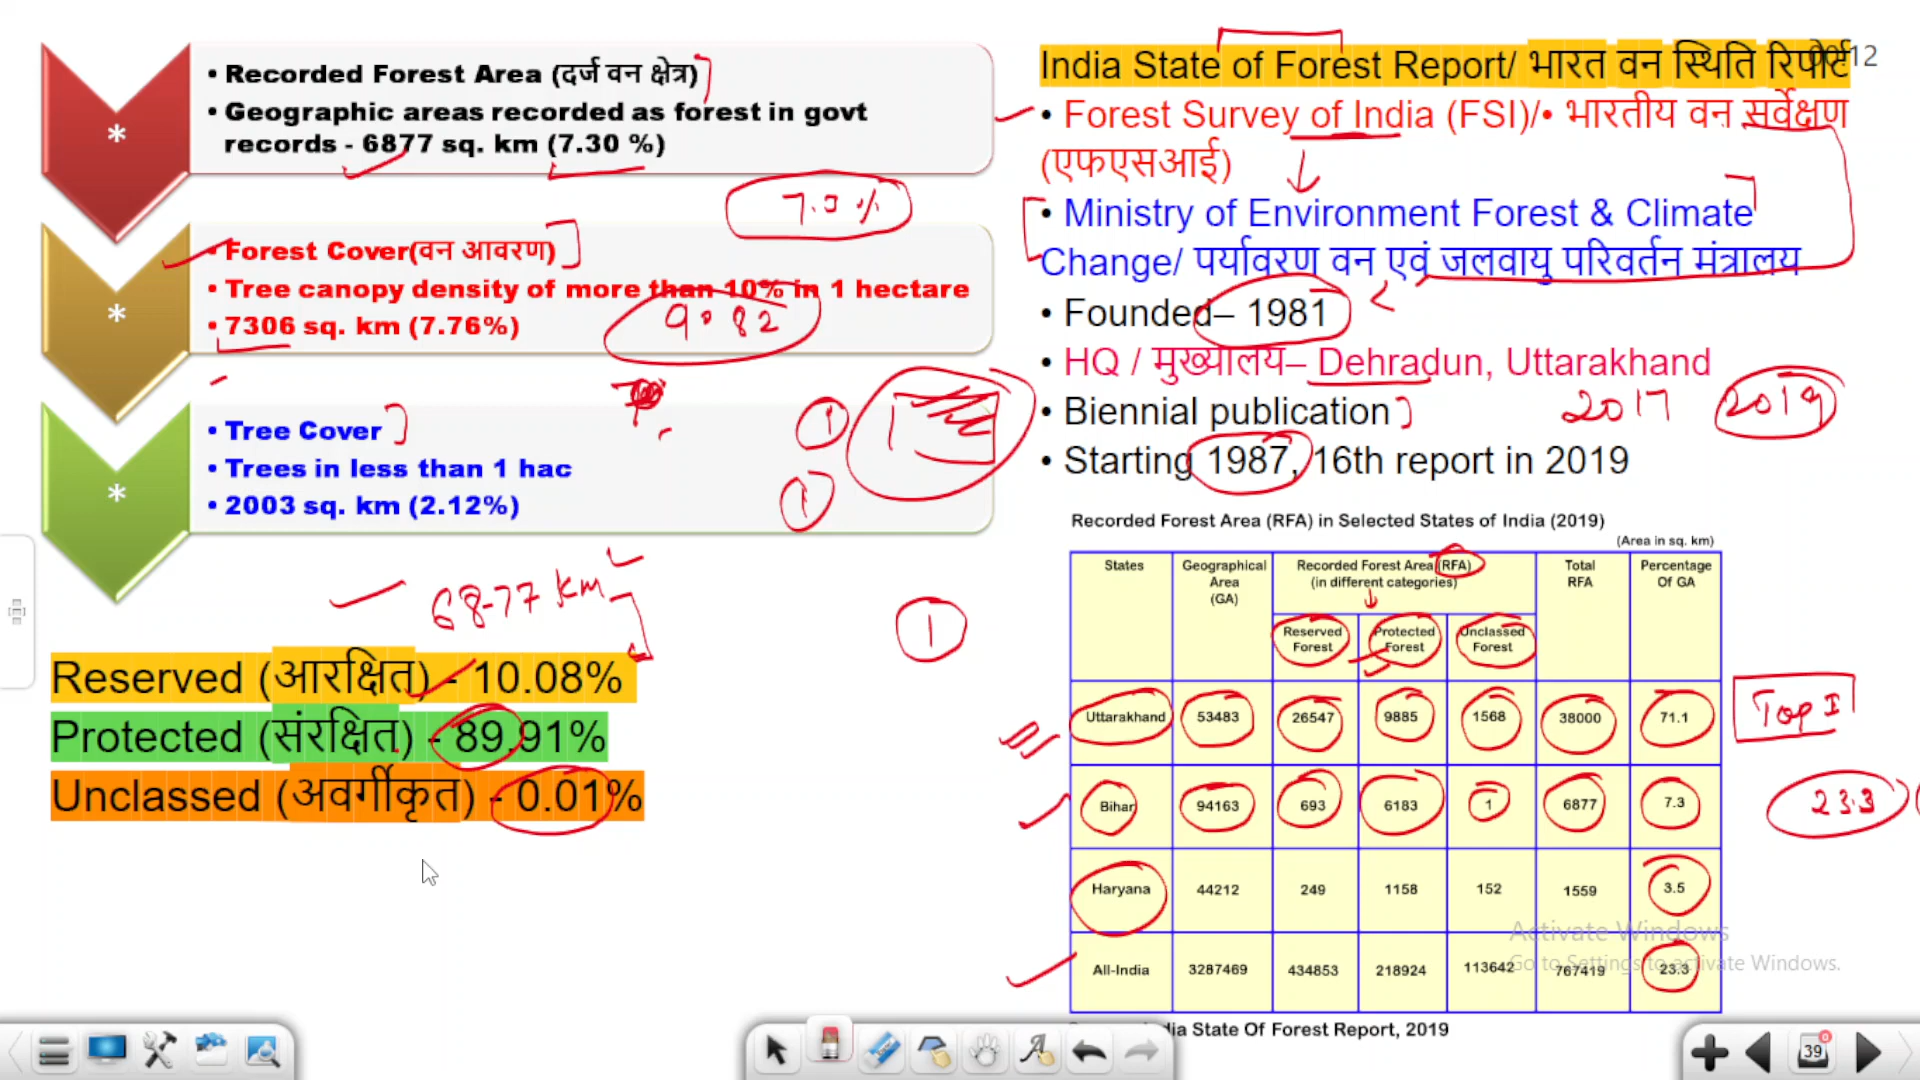 • Recorded Forest Area (दर्ज वन क्षेत्र)
• Geographic areas recorded as forest in govt
records - 6877 sq. km (7.30 %)
7.0 %
• Forest Cover(वन आवरण)
• Tree canopy density of more than 10% in 1 hectare
• 7306 sq. km (7.76%)
9.82
• Tree Cover
• Trees in less than 1 hac
• 2003 sq. km (2.12%)
1
1
1
6877 km
1
Reserved (आरक्षित) - 10.08%
Protected (संरक्षित) - 89.91%
Unclassed (अवर्गीकृत) - 0.01%
India State of Forest Report/ भारत वन स्थिति रिपोर्ट
• Forest Survey of India (FSI)/• भारतीय वन सर्वेक्षण
(एफएसआई)
• Ministry of Environment Forest & Climate
Change/ पर्यावरण वन एवं जलवायु परिवर्तन मंत्रालय
• Founded– 1981
• HQ / मुख्यालय– Dehradun, Uttarakhand
• Biennial publication
2017 2019
• Starting 1987, 16th report in 2019
Recorded Forest Area (RFA) in Selected States of India (2019)
(Area in sq. km)
States Geographical Area (GA) Recorded Forest Area (RFA) (in different categories) Total RFA Percentage Of GA
Reserved Forest Protected Forest Unclassed Forest
Uttarakhand 53483 26547 9885 1568 38000 71.1
Top I
Bihar 94163 693 6183 1 6877 7.3
23.3
Haryana 44212 249 1158 152 1559 3.5
All-India 3287469 434853 218924 113642 767419 23.3
Activate Windows
Go to Settings to activate Windows.
dia State Of Forest Report, 2019
39